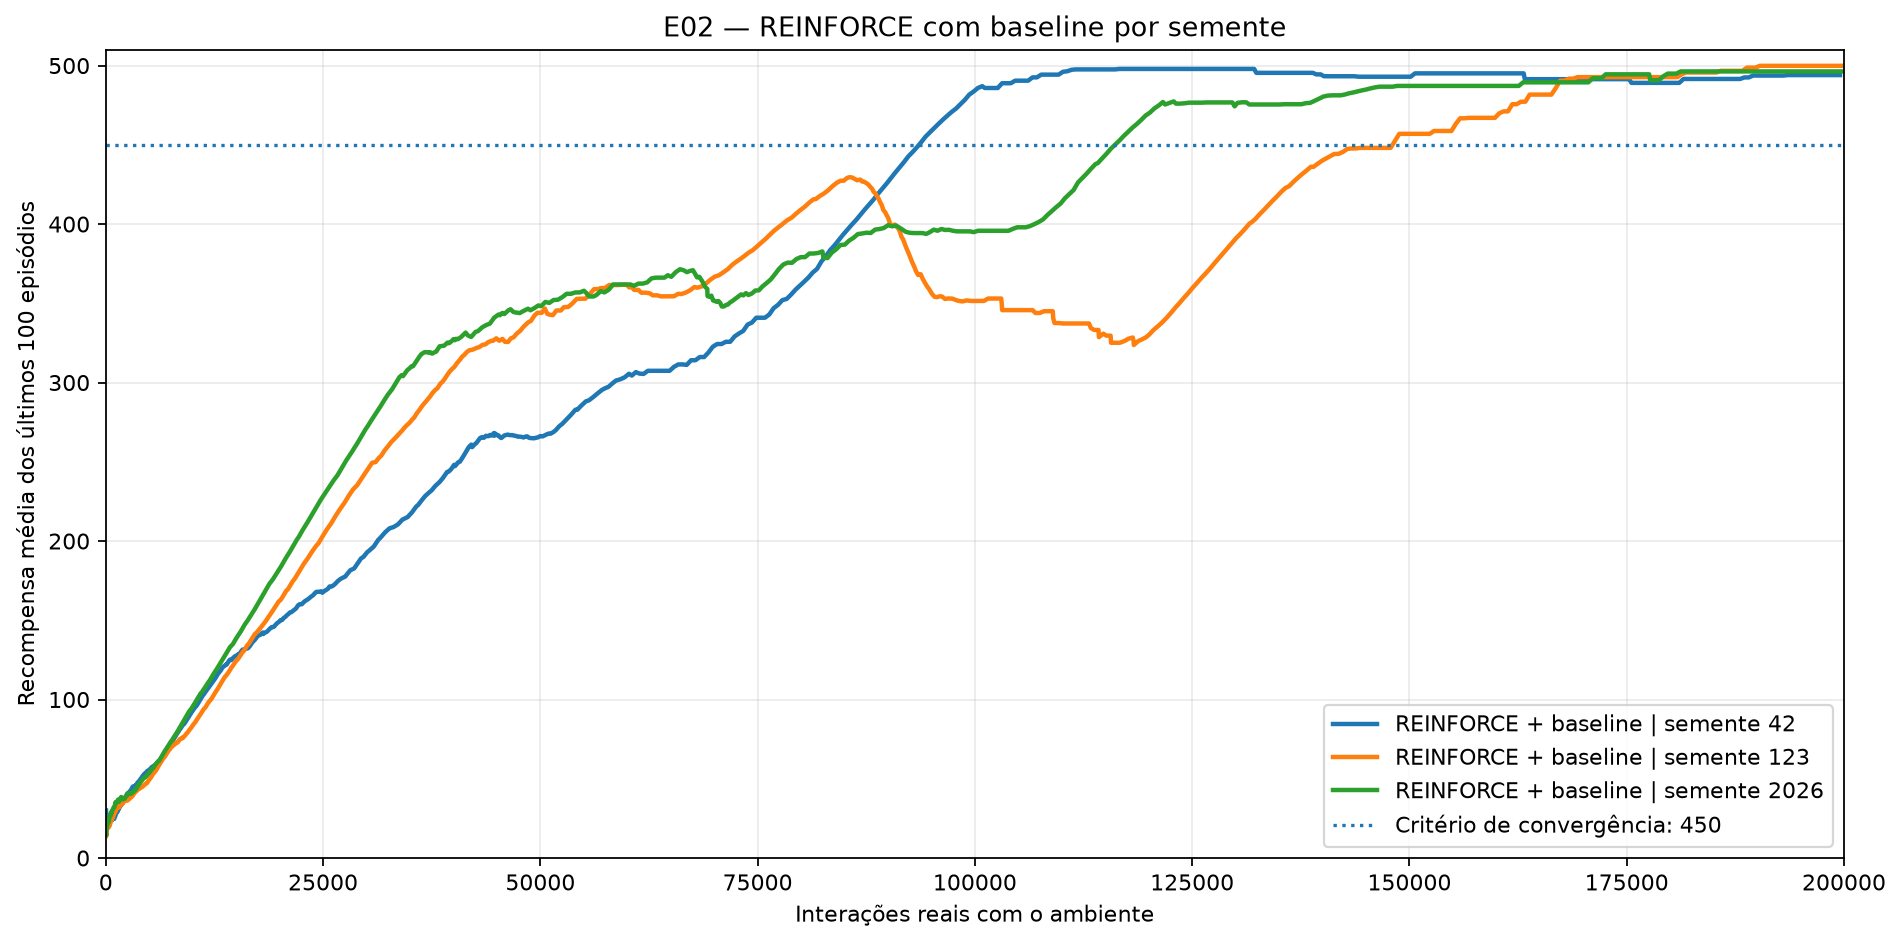 E02 — REINFORCE com baseline por semente
Recompensa média dos últimos 100 episódios
500
400
300
200
100
0
0 25000 50000 75000 100000 125000 150000 175000 200000
Interações reais com o ambiente
REINFORCE + baseline | semente 42
REINFORCE + baseline | semente 123
REINFORCE + baseline | semente 2026
Critério de convergência: 450